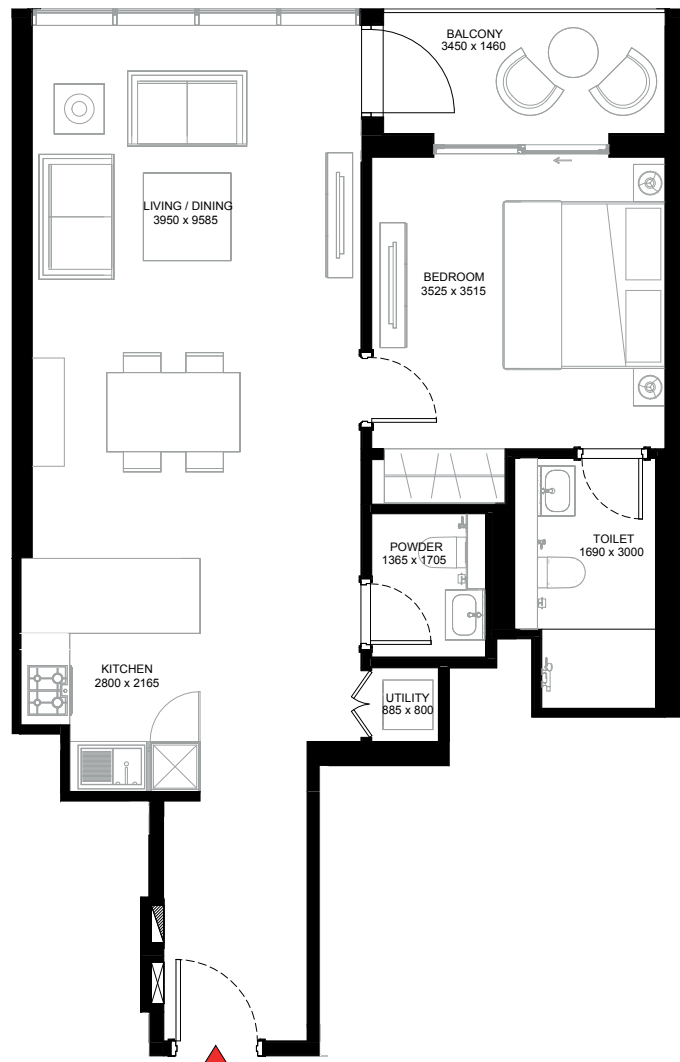 BALCONY
3450 x 1460
LIVING / DINING
3950 x 9585
BEDROOM
3525 x 3515
POWDER
1365 x 1705
TOILET
1690 x 3000
KITCHEN
2800 x 2165
UTILITY
885 x 800